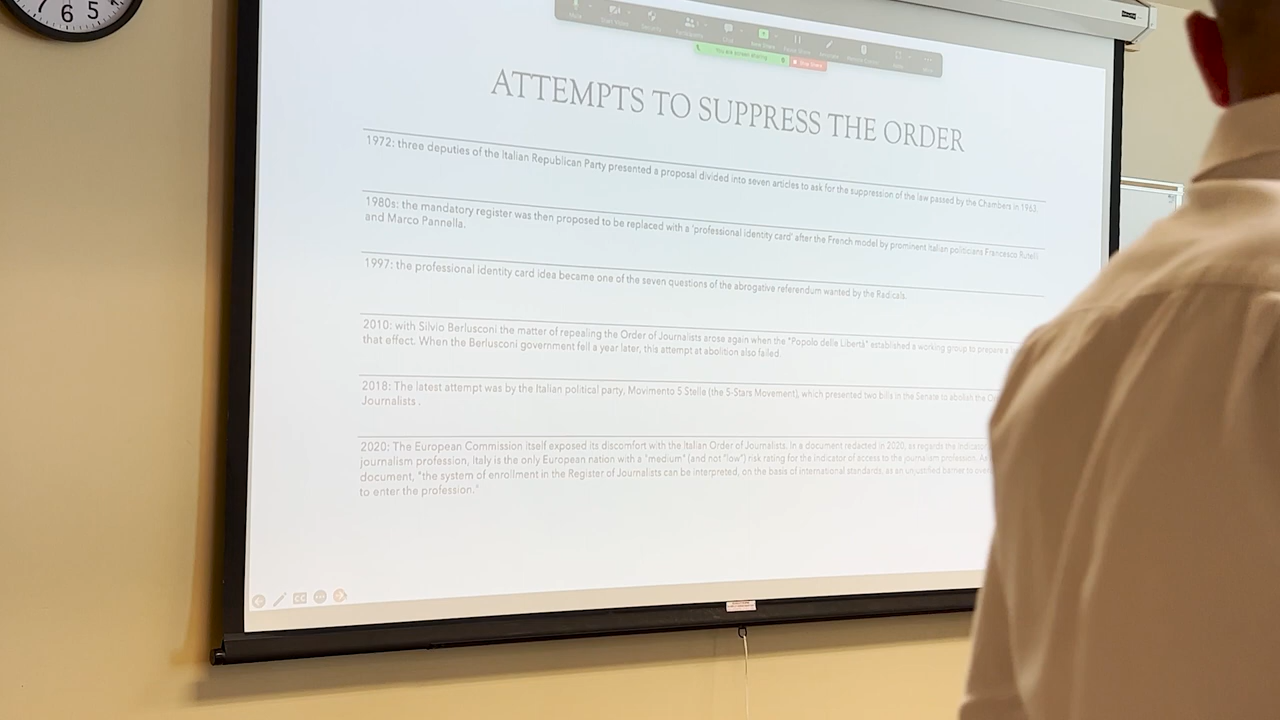 7 6 5
You are screen sharing
Stop Share
ATTEMPTS TO SUPPRESS THE ORDER
1972: three deputies of the Italian Republican Party presented a proposal divided into seven articles to ask for the suppression of the law passed by the Chambers in 1963
1980s: the mandatory register was then proposed to be replaced with a 'professional identity card' after the French model by prominent Italian politicians Francesco Rutelli
and Marco Pannella.
1997: the professional identity card idea became one of the seven questions of the abrogative referendum wanted by the Radicals.
2010: with Silvio Berlusconi the matter of repealing the Order of Journalists arose again when the "Popolo delle Libertà" established a working group to prepare a
that effect. When the Berlusconi government fell a year later, this attempt at abolition also failed.
2018: The latest attempt was by the Italian political party, Movimento 5 Stelle (the 5-Stars Movement), which presented two bills in the Senate to abolish the
Journalists .
2020: The European Commission itself exposed its discomfort with the Italian Order of Journalists. In a document redacted in 2020, as regards the indicator
journalism profession, Italy is the only European nation with a "medium" (and not "low") risk rating for the indicator of access to the journalism profession.
document, "the system of enrollment in the Register of Journalists can be interpreted, on the basis of international standards, as an unjustified barrier to
to enter the profession."